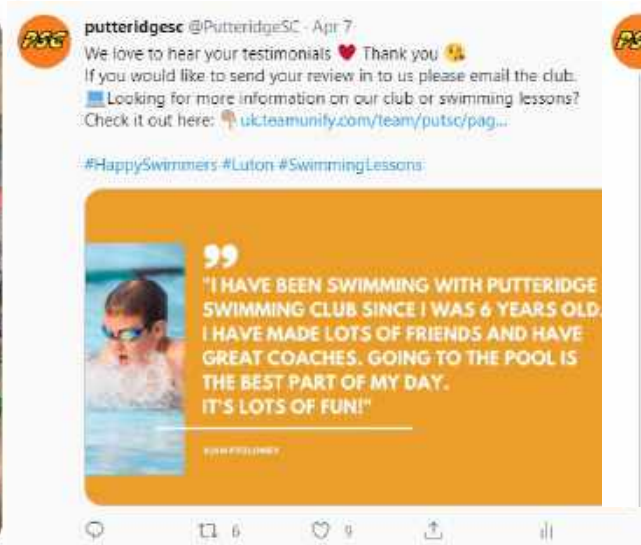 PSC
putteridgesc @PutteridgeSC · Apr 7
We love to hear your testimonials Thank you
If you would like to send your review in to us please email the club.
Looking for more information on our club or swimming lessons?
Check it out here: uk.teamunify.com/team/putsc/pag...
#HappySwimmers #Luton #SwimmingLessons
"I HAVE BEEN SWIMMING WITH PUTTERIDGE
SWIMMING CLUB SINCE I WAS 6 YEARS OLD.
I HAVE MADE LOTS OF FRIENDS AND HAVE
GREAT COACHES. GOING TO THE POOL IS
THE BEST PART OF MY DAY.
IT'S LOTS OF FUN!"
6 9